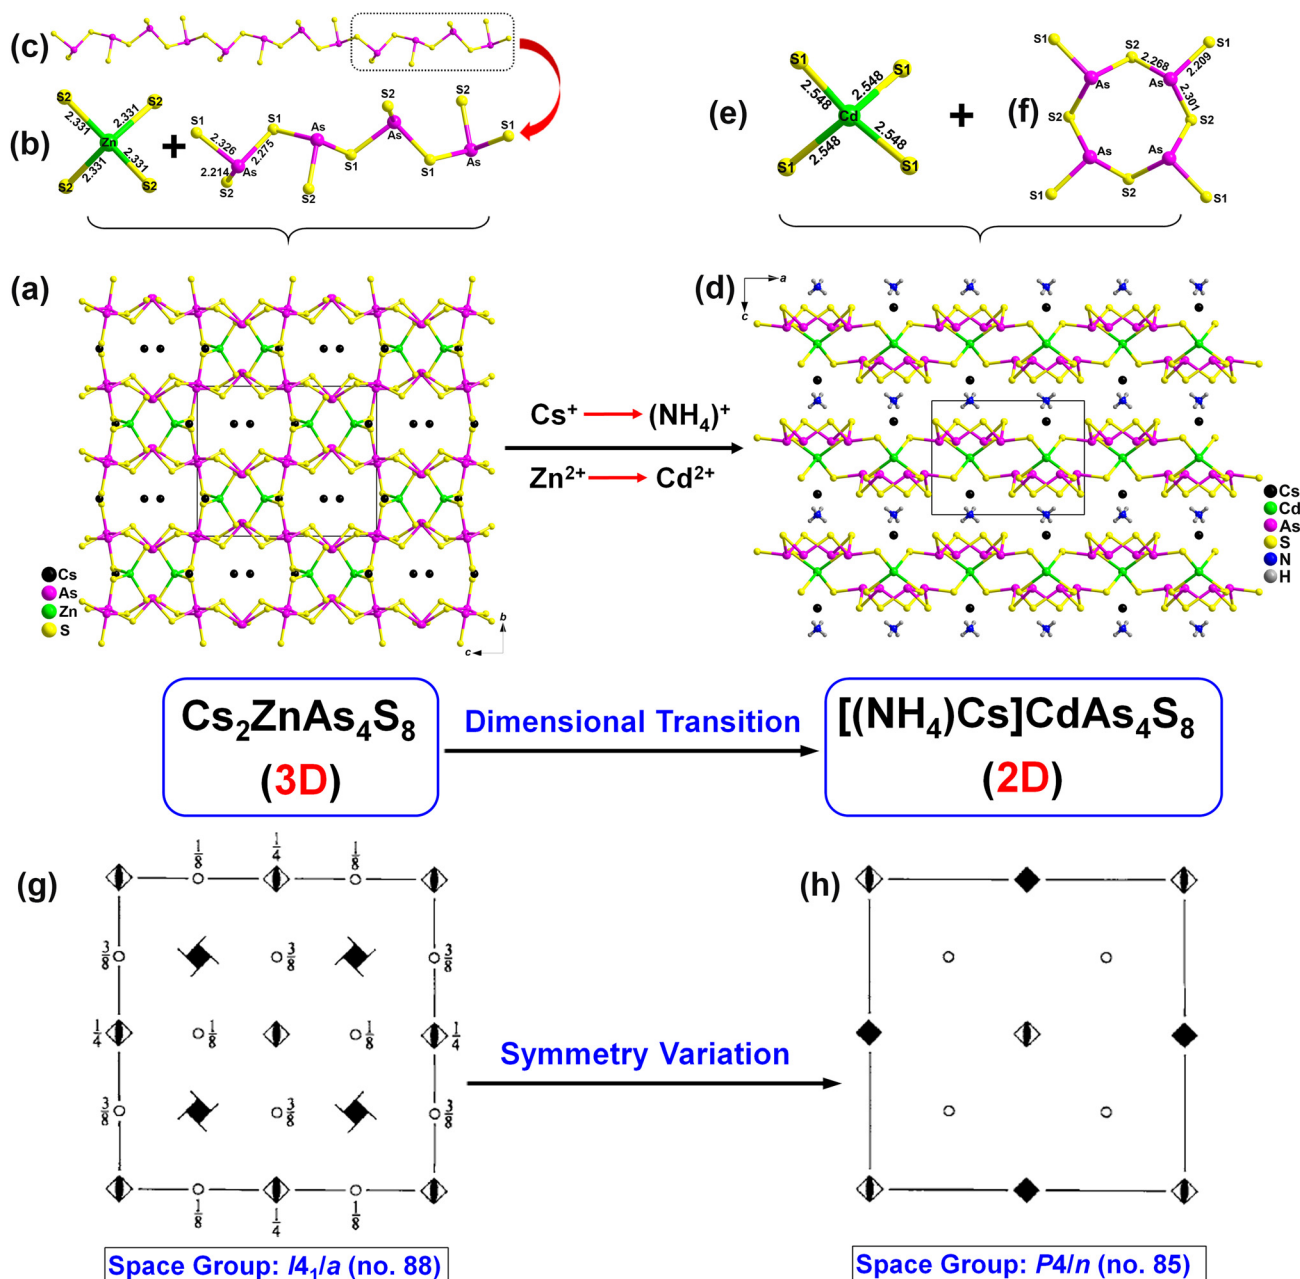 (c)
(b)
S2
S2
2.331
2.331
Zn
2.331
2.331
S2
S2
+
S1
S1
2.326
2.275
2.214
As
S2
As
S2
S1
S2
As
S1
S2
As
S1
(e)
S1
S1
2.548
2.548
Cd
2.548
2.548
S1
S1
+
(f)
S1
S2
S1
2.268
2.209
As
As
2.301
S2
S2
As
As
S1
S2
S1
(a)
Cs
As
Zn
S
b
c
Cs⁺ (NH₄)⁺
Zn²⁺ Cd²⁺
(d)
a
c
Cs
Cd
As
S
N
H
Cs₂ZnAs₄S₈
(3D)
Dimensional Transition
[(NH₄)Cs]CdAs₄S₈
(2D)
(g)
1/8 1/4 1/8
3/8 3/8 3/8
1/4 1/8 1/8 1/4
3/8 3/8 3/8
1/8 1/4 1/8
Space Group: I4₁/a (no. 88)
Symmetry Variation
(h)
Space Group: P4/n (no. 85)